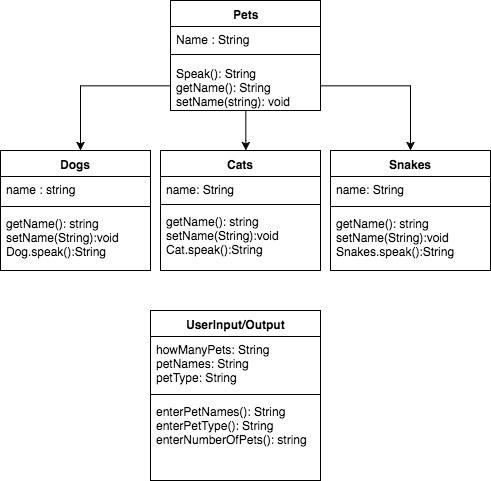 Pets
Name : String
Speak(): String
getName(): String
setName(string): void
Dogs
name : string
getName(): string
setName(String):void
Dog.speak():String
Cats
name: String
getName(): string
setName(String):void
Cat.speak():String
Snakes
name: String
getName(): string
setName(String):void
Snakes.speak():String
UserInput/Output
howManyPets: String
petNames: String
petType: String
enterPetNames(): String
enterPetType(): String
enterNumberOfPets(): string